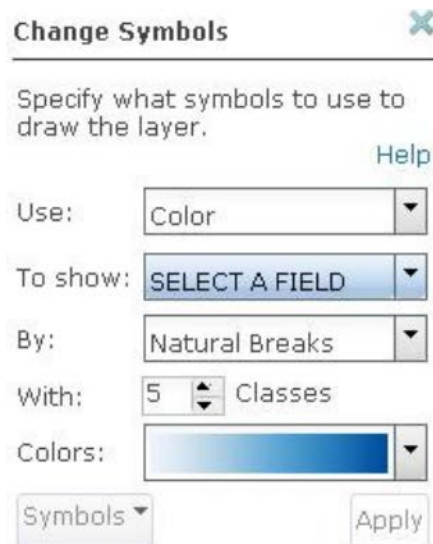 Change Symbols
Specify what symbols to use to
draw the layer.
Help
Use: Color
To show: SELECT A FIELD
By: Natural Breaks
With: 5 Classes
Colors:
Symbols Apply